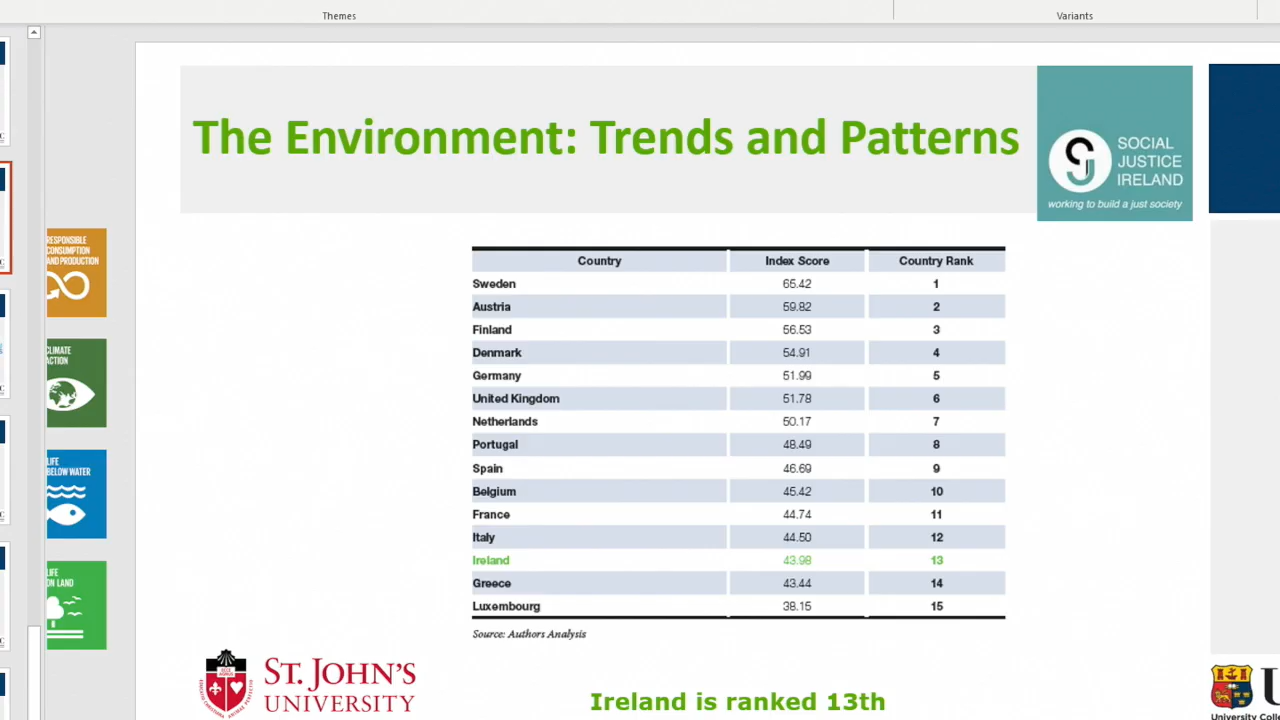 Themes
Variants
The Environment: Trends and Patterns
SOCIAL
JUSTICE
IRELAND
working to build a just society
RESPONSIBLE
CONSUMPTION
AND PRODUCTION
CLIMATE
ACTION
LIFE
BELOW WATER
LIFE
ON LAND
Country Index Score Country Rank
Sweden 65.42 1
Austria 59.82 2
Finland 56.53 3
Denmark 54.91 4
Germany 51.99 5
United Kingdom 51.78 6
Netherlands 50.17 7
Portugal 48.49 8
Spain 46.69 9
Belgium 45.42 10
France 44.74 11
Italy 44.50 12
Ireland 43.98 13
Greece 43.44 14
Luxembourg 38.15 15
Source: Authors Analysis
ST. JOHN'S
UNIVERSITY
Ireland is ranked 13th
U
University Colle